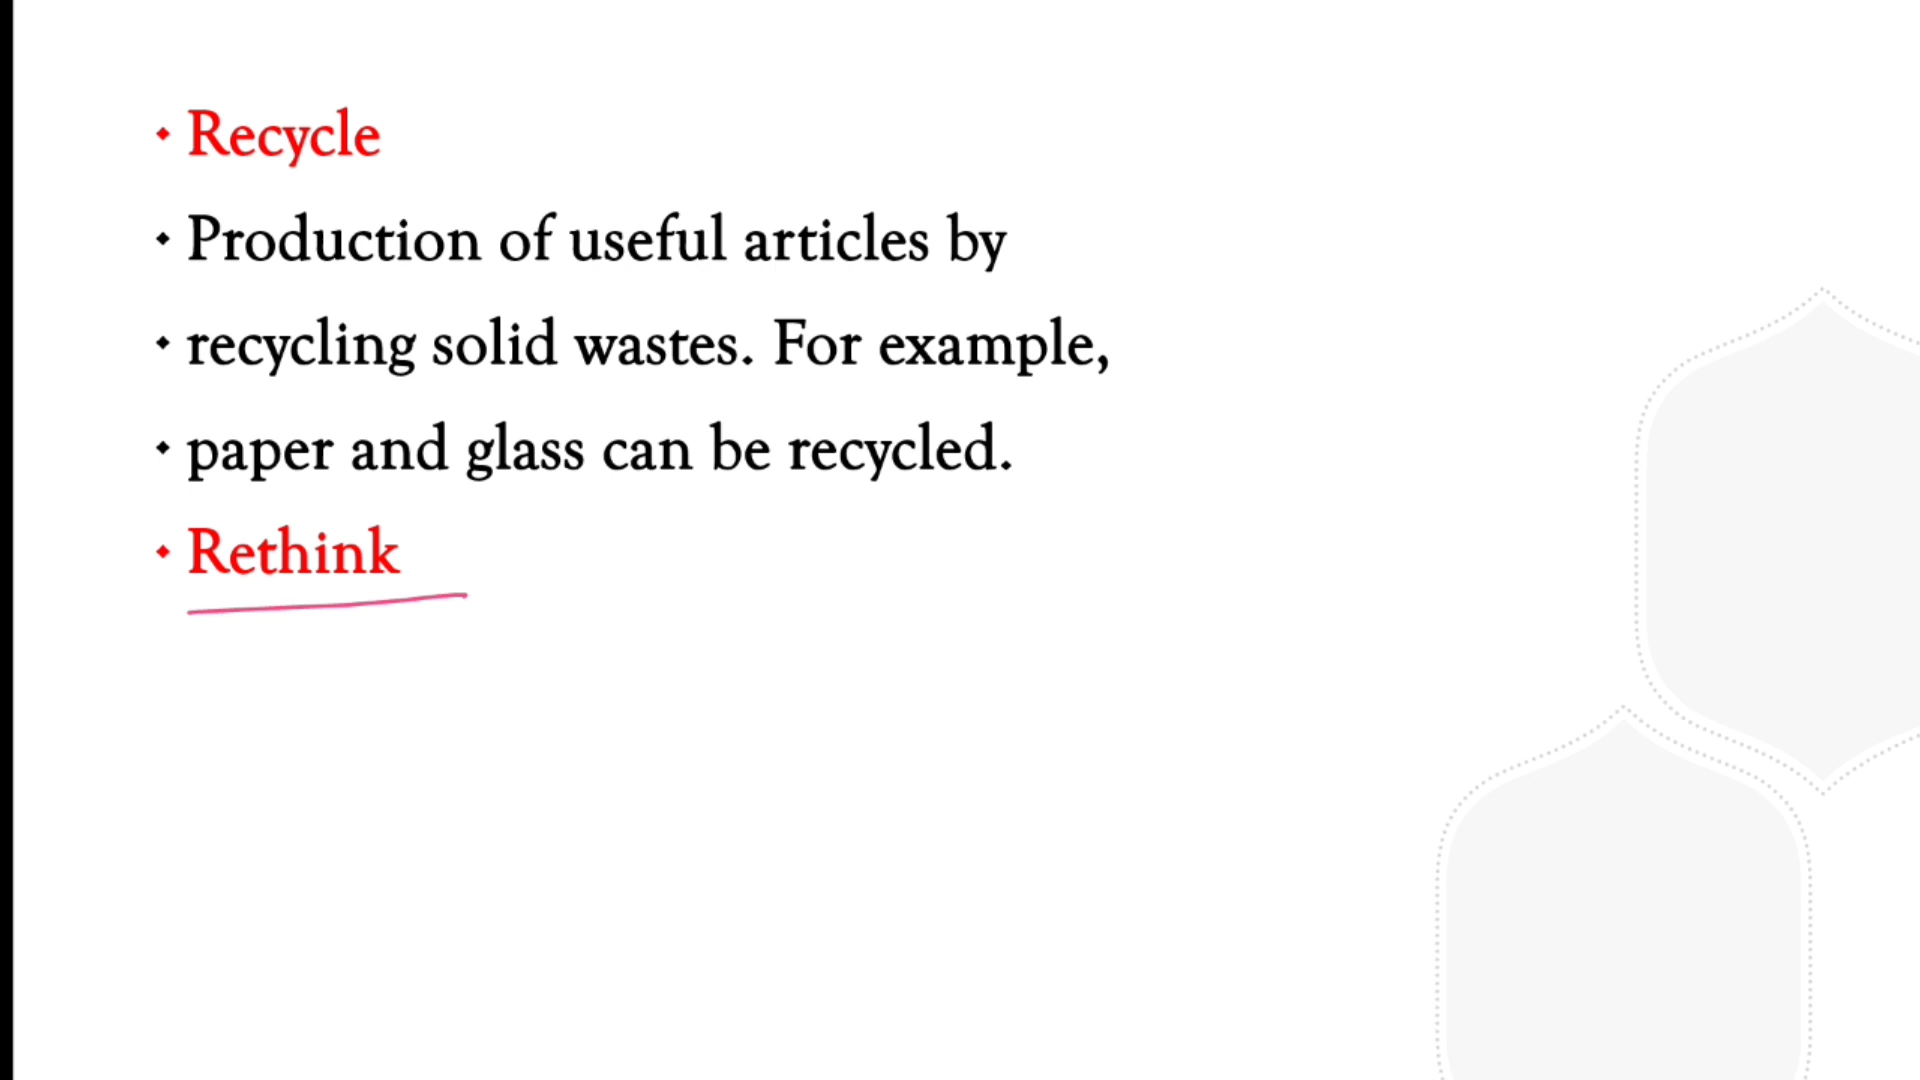 Recycle
Production of useful articles by
recycling solid wastes. For example,
paper and glass can be recycled.
Rethink